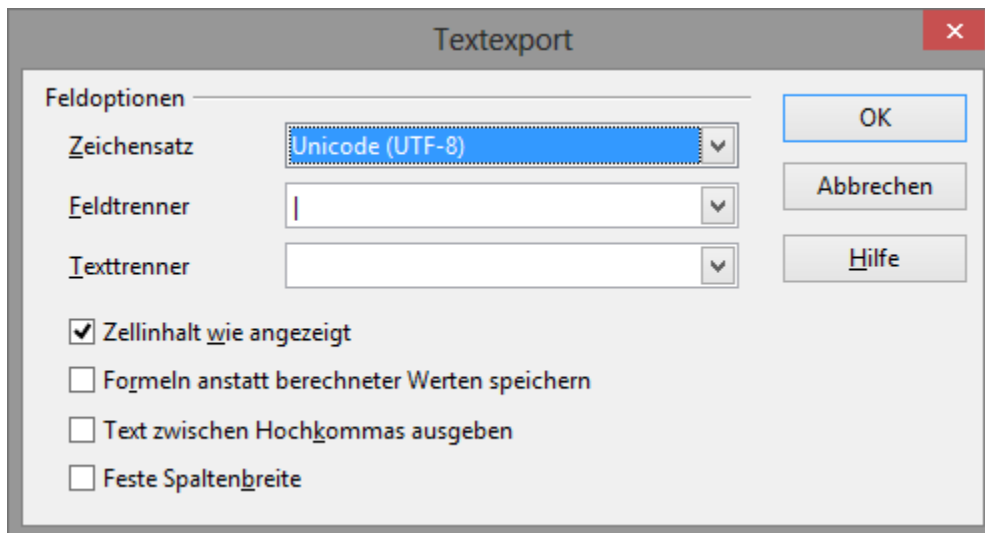 Textexport
Feldoptionen
OK
Zeichensatz
Unicode (UTF-8)
Abbrechen
Feldtrenner
|
Texttrenner
Hilfe
Zellinhalt wie angezeigt
Formeln anstatt berechneter Werten speichern
Text zwischen Hochkommas ausgeben
Feste Spaltenbreite